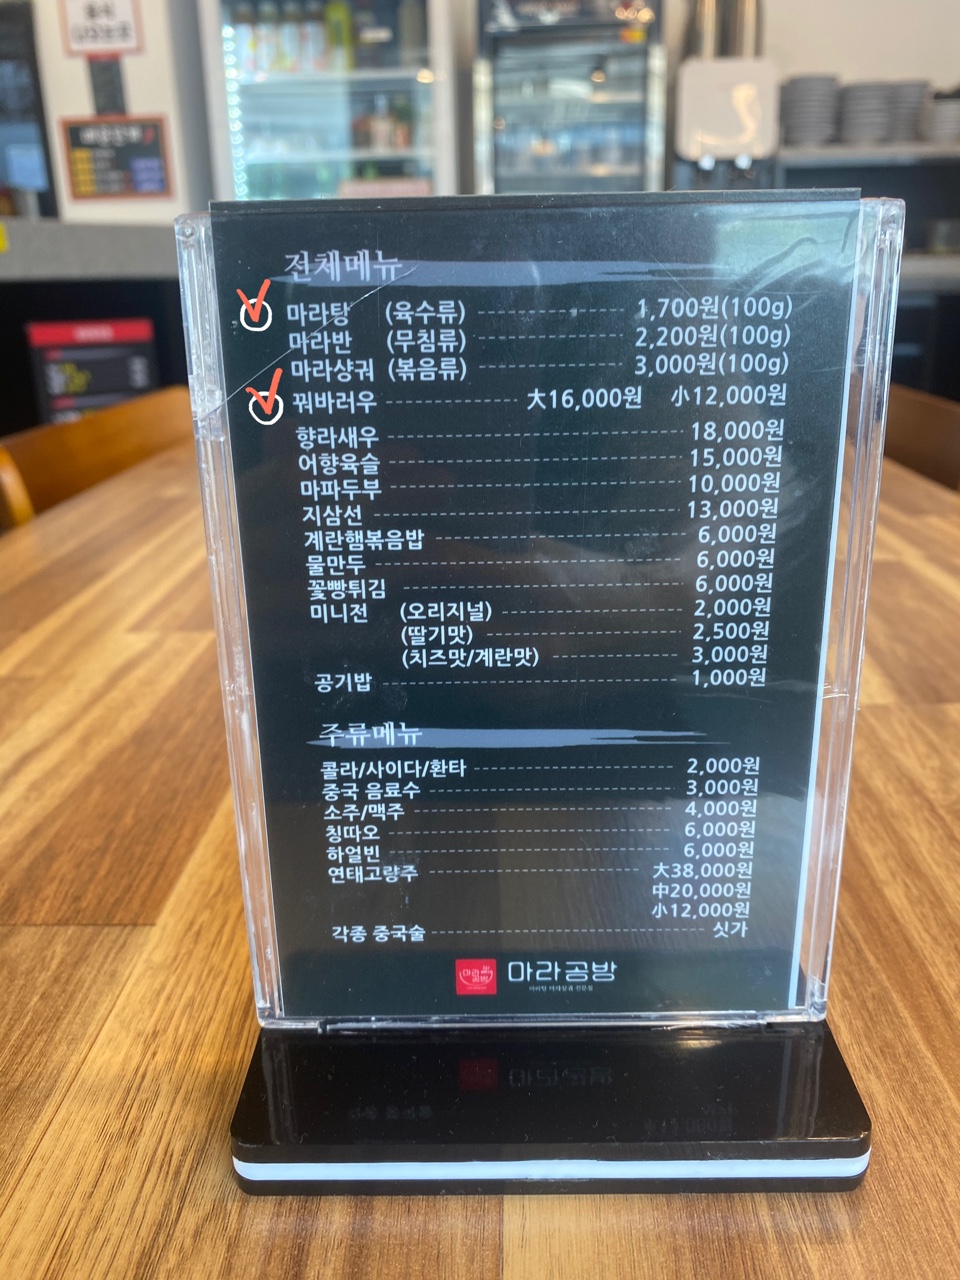 전체메뉴
마라탕 (육수류) 1,700원(100g)
마라반 (무침류) 2,200원(100g)
마라샹궈 (볶음류) 3,000원(100g)
꿔바러우 大16,000원 小12,000원
향라새우 18,000원
어향육슬 15,000원
마파두부 10,000원
지삼선 13,000원
계란햄볶음밥 6,000원
물만두 6,000원
꽃빵튀김 6,000원
미니전 (오리지널) 2,000원
(딸기맛) 2,500원
(치즈맛/계란맛) 3,000원
공기밥 1,000원
주류메뉴
콜라/사이다/환타 2,000원
중국 음료수 3,000원
소주/맥주 4,000원
칭따오 6,000원
하얼빈 6,000원
연태고량주 大38,000원
中20,000원
小12,000원
각종 중국술 싯가
마라공방